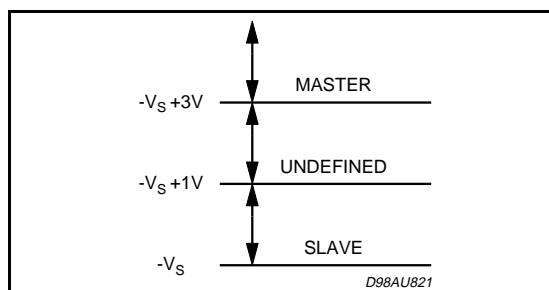 MASTER
-VS +3V
UNDEFINED
-VS +1V
SLAVE
-VS
D98AU821